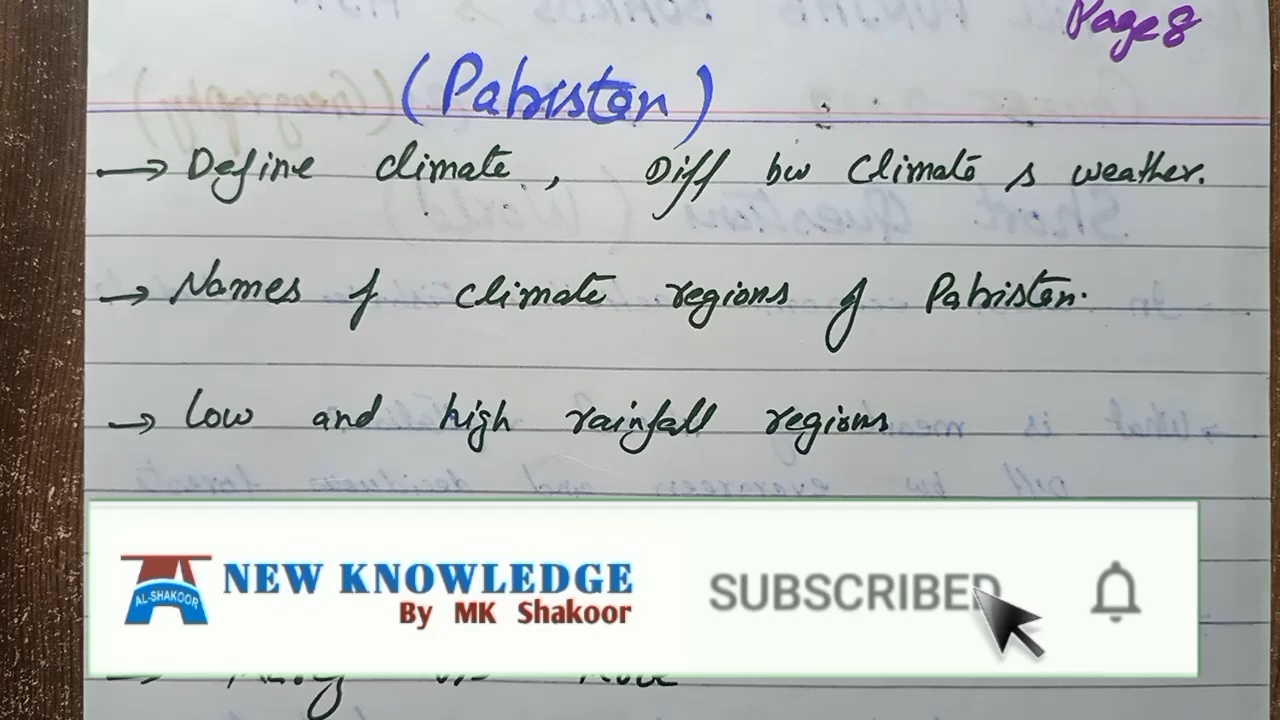 Page 8
(Pakistan)
→ Define climate, Diff bw Climate & weather.
→ Names of climate regions of Pakistan.
→ Low and high rainfall regions
AL-SHAKOOR
NEW KNOWLEDGE
By MK Shakoor
SUBSCRIBED